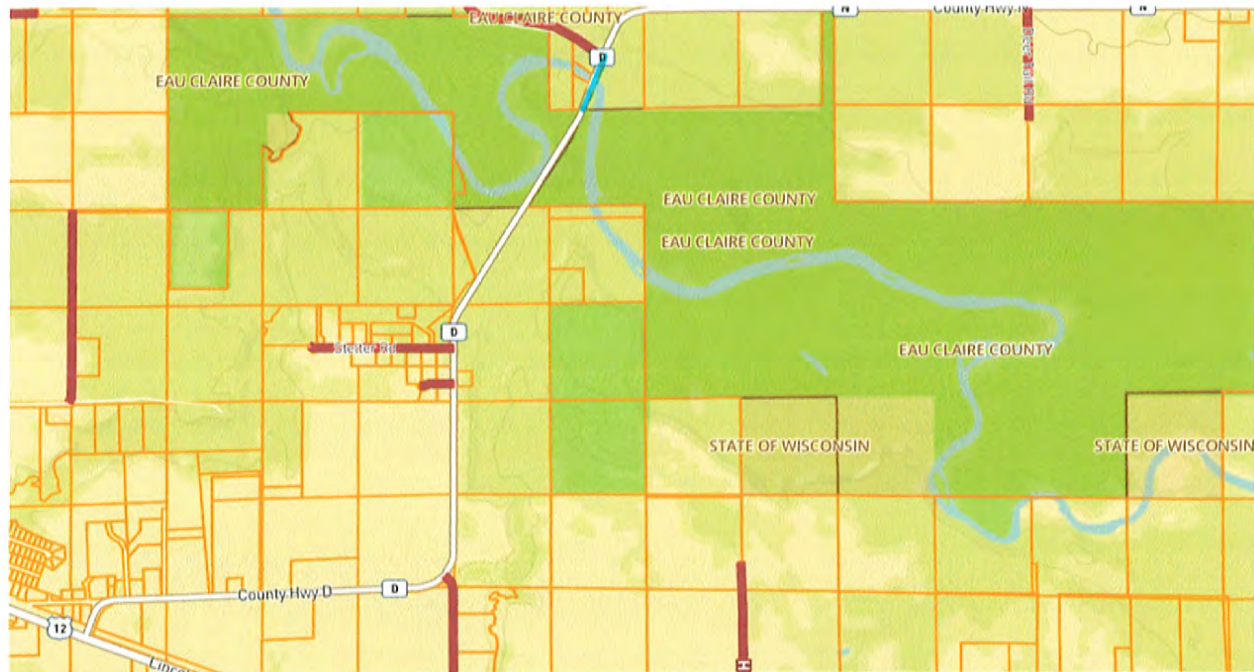 N
County Hwy N
N
EAU CLAIRE COUNTY
D
EAU CLAIRE COUNTY
EAU CLAIRE COUNTY
EAU CLAIRE COUNTY
D
Stelter Rd
EAU CLAIRE COUNTY
STATE OF WISCONSIN
STATE OF WISCONSIN
County Hwy D
D
12
Lincol
H